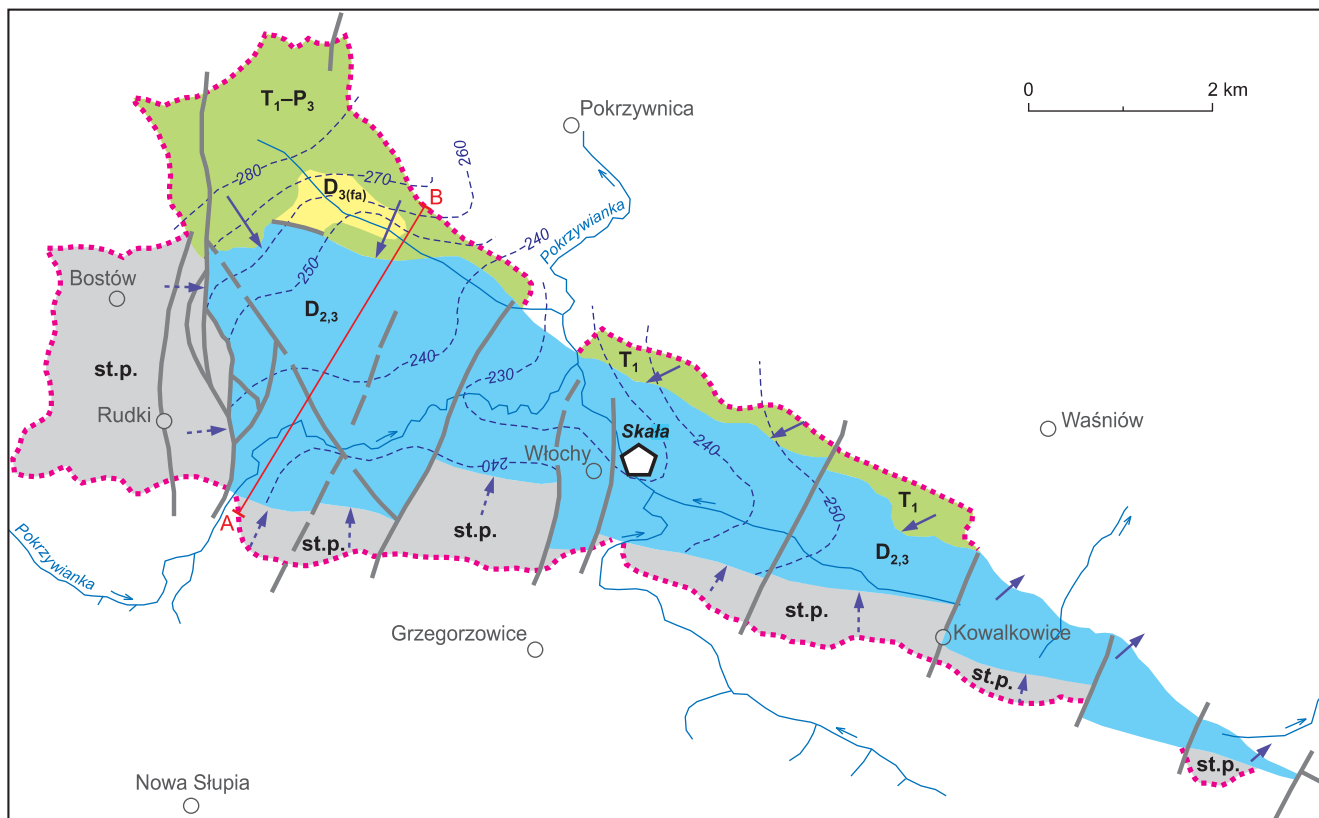 T₁–P₃
0
2 km
Pokrzywnica
260
280
270
D₃₍fa₎
B
240
Pokrzywianka
250
Bostów
D₂,₃
T₁
240
st.p.
230
Rudki
Waśniów
Skała
240
Włochy
240
250
T₁
A
st.p.
st.p.
D₂,₃
Pokrzywianka
st.p.
Grzegorzowice
Kowalkowice
st.p.
st.p.
Nowa Słupia